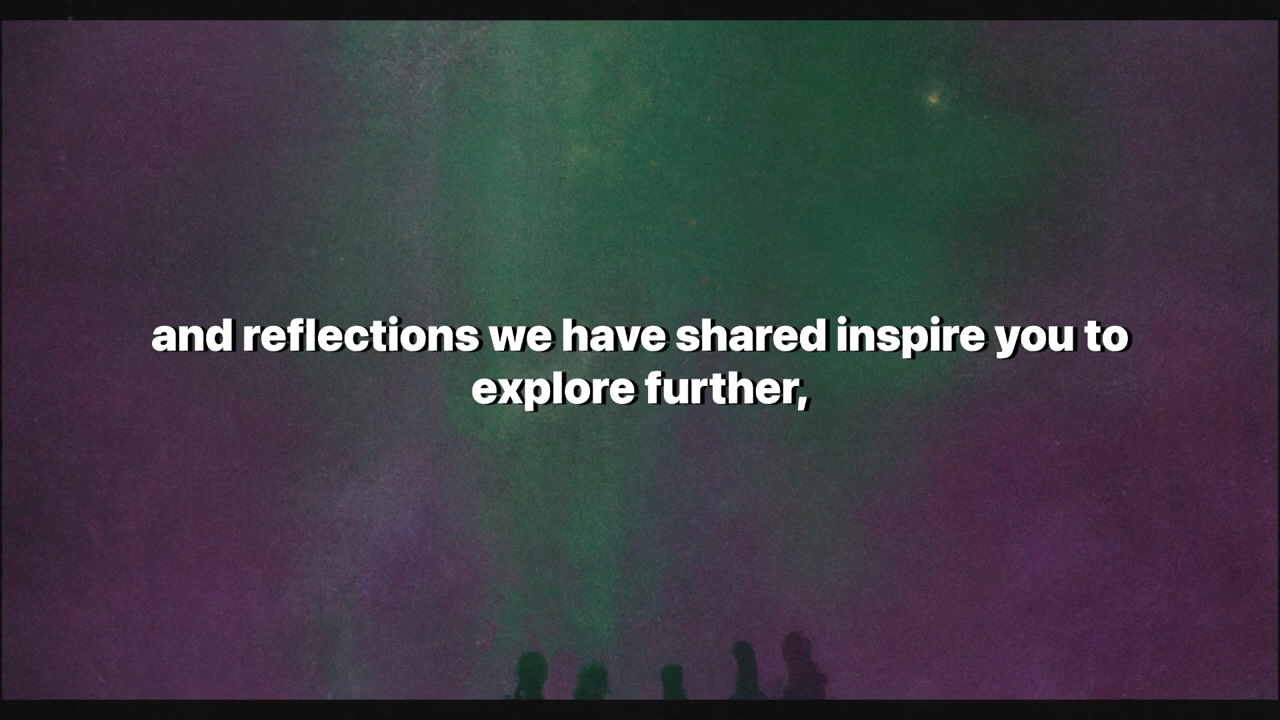 and reflections we have shared inspire you to
explore further,